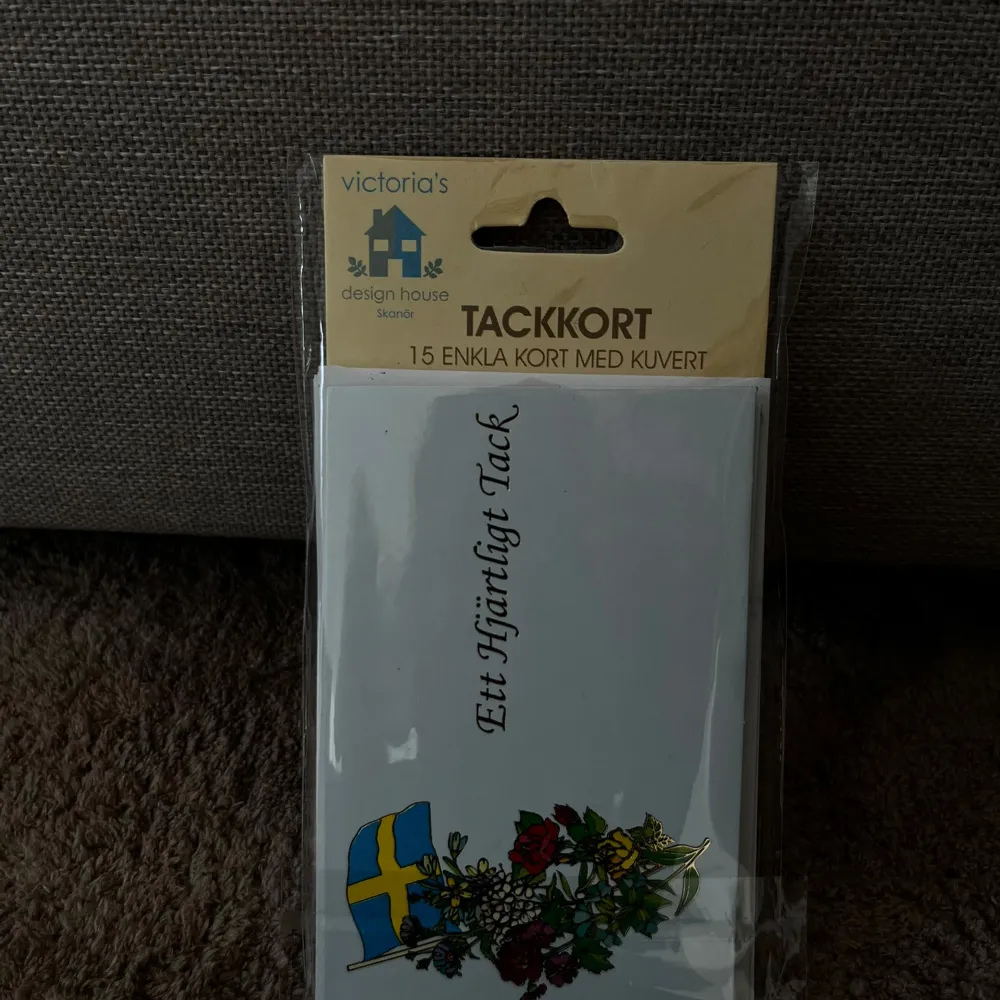 victoria's
design house
Skanör
TACKKORT
15 ENKLA KORT MED KUVERT
Ett Hjärtligt Tack